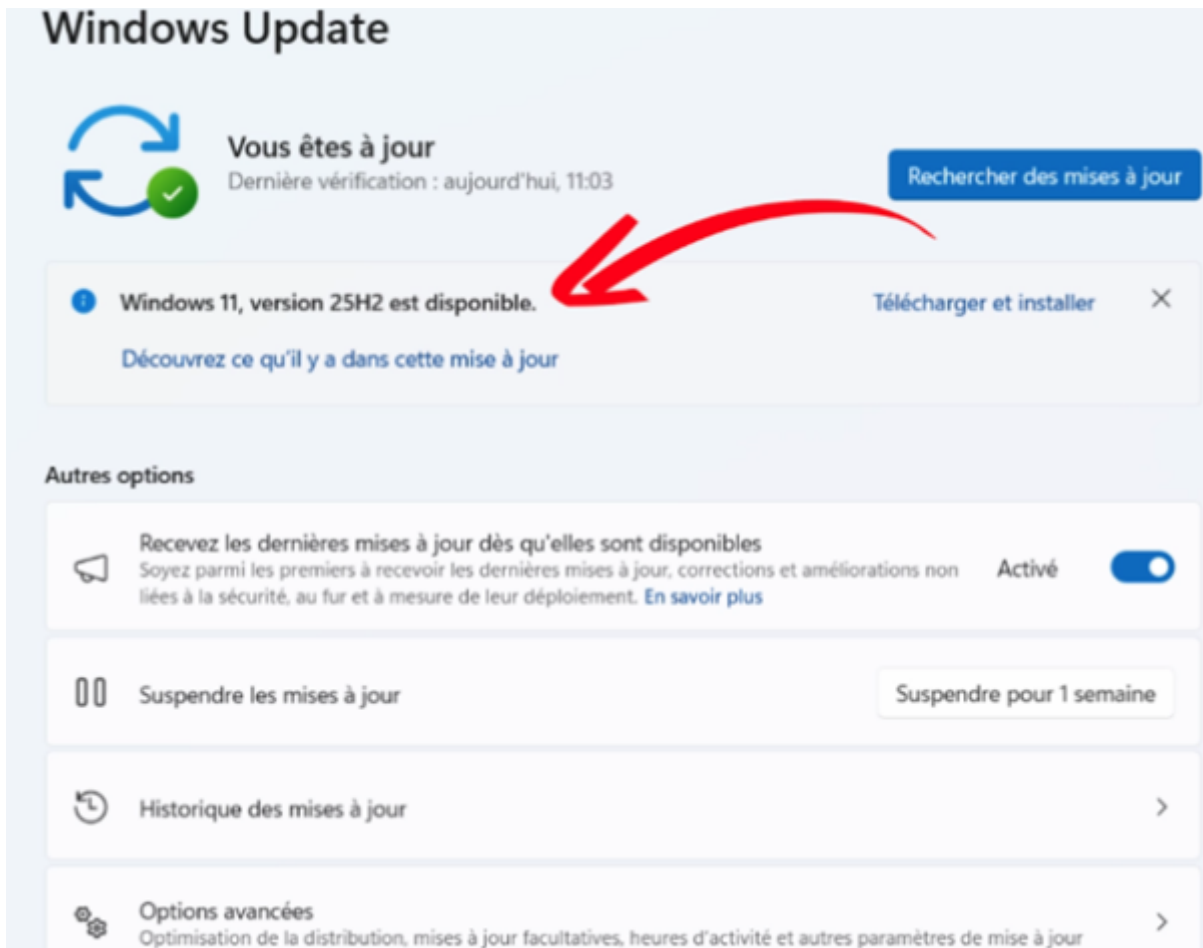 Windows Update
Vous êtes à jour
Dernière vérification : aujourd'hui, 11:03
Rechercher des mises à jour
Windows 11, version 25H2 est disponible.
Télécharger et installer
Découvrez ce qu'il y a dans cette mise à jour
Autres options
Recevez les dernières mises à jour dès qu'elles sont disponibles
Soyez parmi les premiers à recevoir les dernières mises à jour, corrections et améliorations non
liées à la sécurité, au fur et à mesure de leur déploiement. En savoir plus
Activé
Suspendre les mises à jour
Suspendre pour 1 semaine
Historique des mises à jour
Options avancées
Optimisation de la distribution, mises à jour facultatives, heures d'activité et autres paramètres de mise à jour